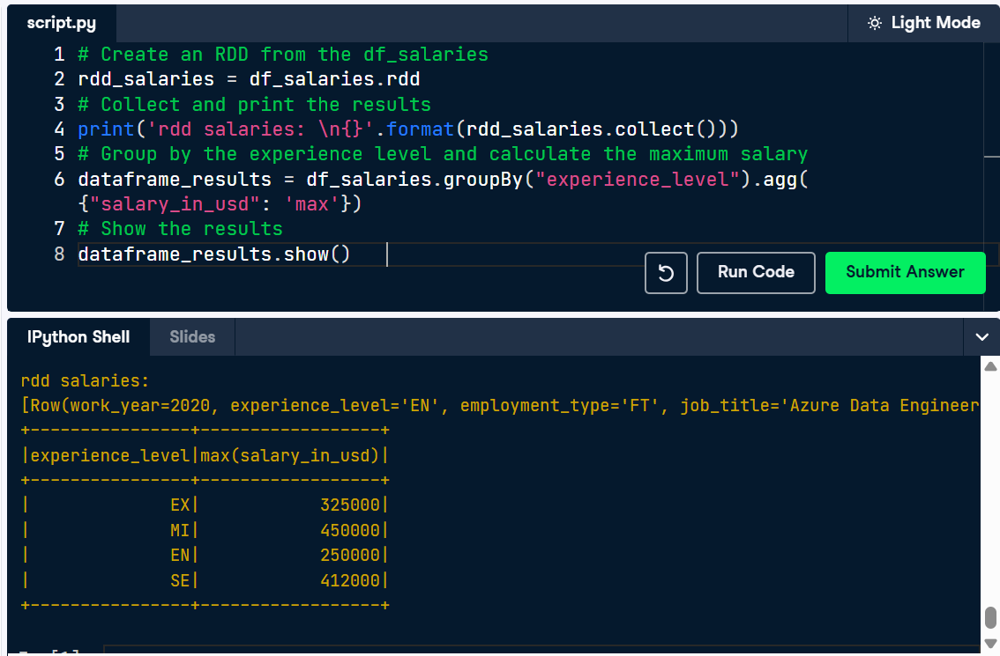 script.py
Light Mode
1 # Create an RDD from the df_salaries
2 rdd_salaries = df_salaries.rdd
3 # Collect and print the results
4 print('rdd salaries: \n{}'.format(rdd_salaries.collect()))
5 # Group by the experience level and calculate the maximum salary
6 dataframe_results = df_salaries.groupBy("experience_level").agg(
{"salary_in_usd": 'max'})
7 # Show the results
8 dataframe_results.show()
Run Code
Submit Answer
IPython Shell
Slides
rdd salaries:
[Row(work_year=2020, experience_level='EN', employment_type='FT', job_title='Azure Data Engineer
+----------------+------------------+
|experience_level|max(salary_in_usd)|
+----------------+------------------+
|              EX|            325000|
|              MI|            450000|
|              EN|            250000|
|              SE|            412000|
+----------------+------------------+